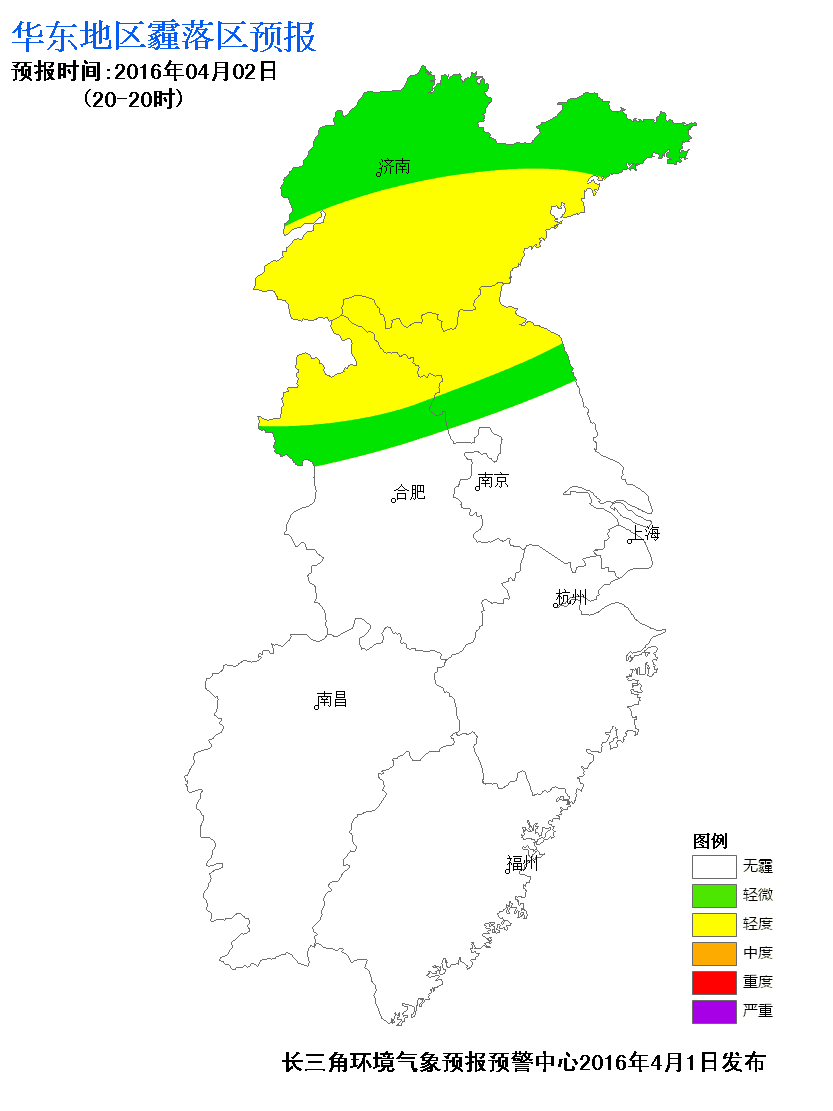 华东地区霾落区预报
预报时间:2016年04月02日
(20-20时)
济南
合肥
南京
上海
杭州
南昌
福州
图例
无霾
轻微
轻度
中度
重度
严重
长三角环境气象预报预警中心2016年4月1日发布